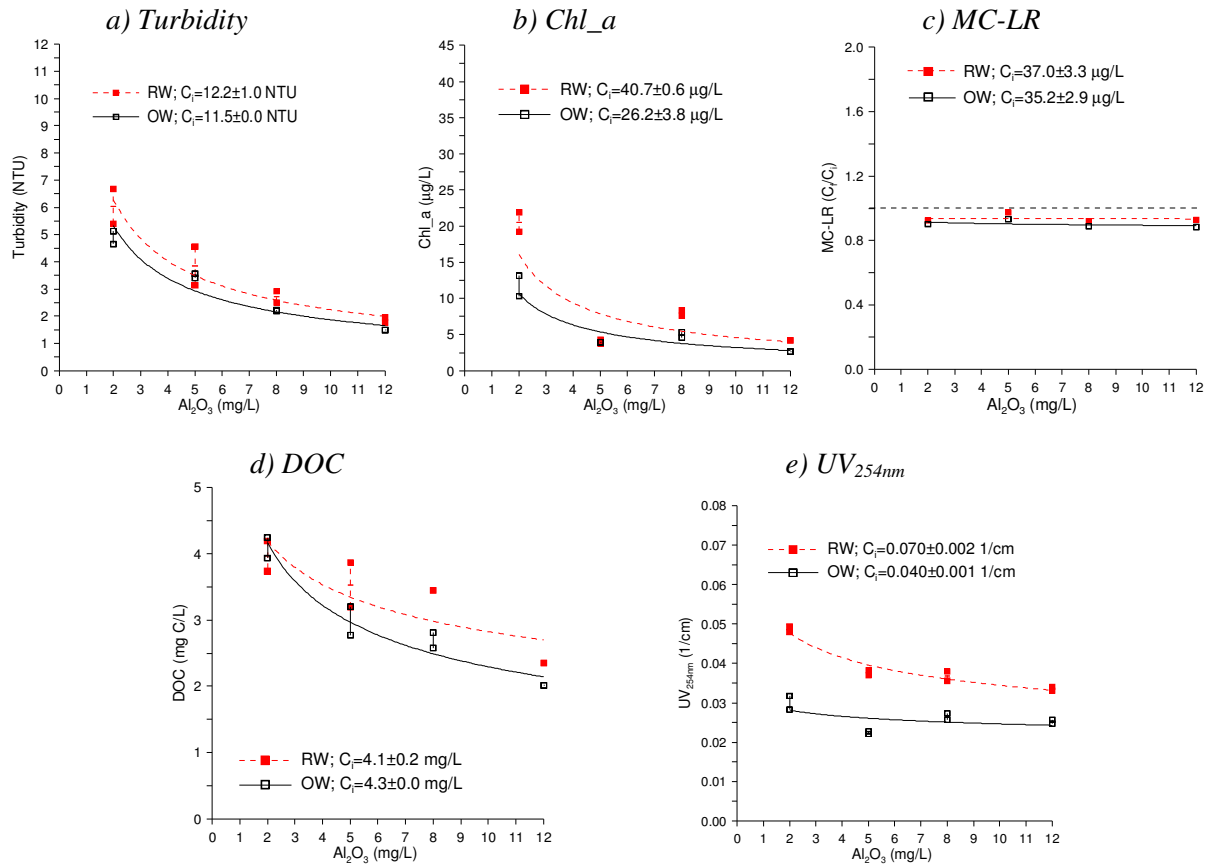 a) Turbidity
b) Chl_a
c) MC-LR
12
11
10
9
8
7
6
5
4
3
2
1
0
Turbidity (NTU)
RW; Ci=12.2±1.0 NTU
OW; Ci=11.5±0.0 NTU
0 1 2 3 4 5 6 7 8 9 10 11 12
Al2O3 (mg/L)
45
40
35
30
25
20
15
10
5
0
Chl_a (µg/L)
RW; Ci=40.7±0.6 µg/L
OW; Ci=26.2±3.8 µg/L
0 1 2 3 4 5 6 7 8 9 10 11 12
Al2O3 (mg/L)
2.0
1.6
1.2
0.8
0.4
0.0
MC-LR (Cf/Ci)
RW; Ci=37.0±3.3 µg/L
OW; Ci=35.2±2.9 µg/L
0 1 2 3 4 5 6 7 8 9 10 11 12
Al2O3 (mg/L)
d) DOC
e) UV254nm
5
4
3
2
1
0
DOC (mg C/L)
RW; Ci=4.1±0.2 mg/L
OW; Ci=4.3±0.0 mg/L
0 1 2 3 4 5 6 7 8 9 10 11 12
Al2O3 (mg/L)
0.08
0.07
0.06
0.05
0.04
0.03
0.02
0.01
0.00
UV254nm (1/cm)
RW; Ci=0.070±0.002 1/cm
OW; Ci=0.040±0.001 1/cm
0 1 2 3 4 5 6 7 8 9 10 11 12
Al2O3 (mg/L)